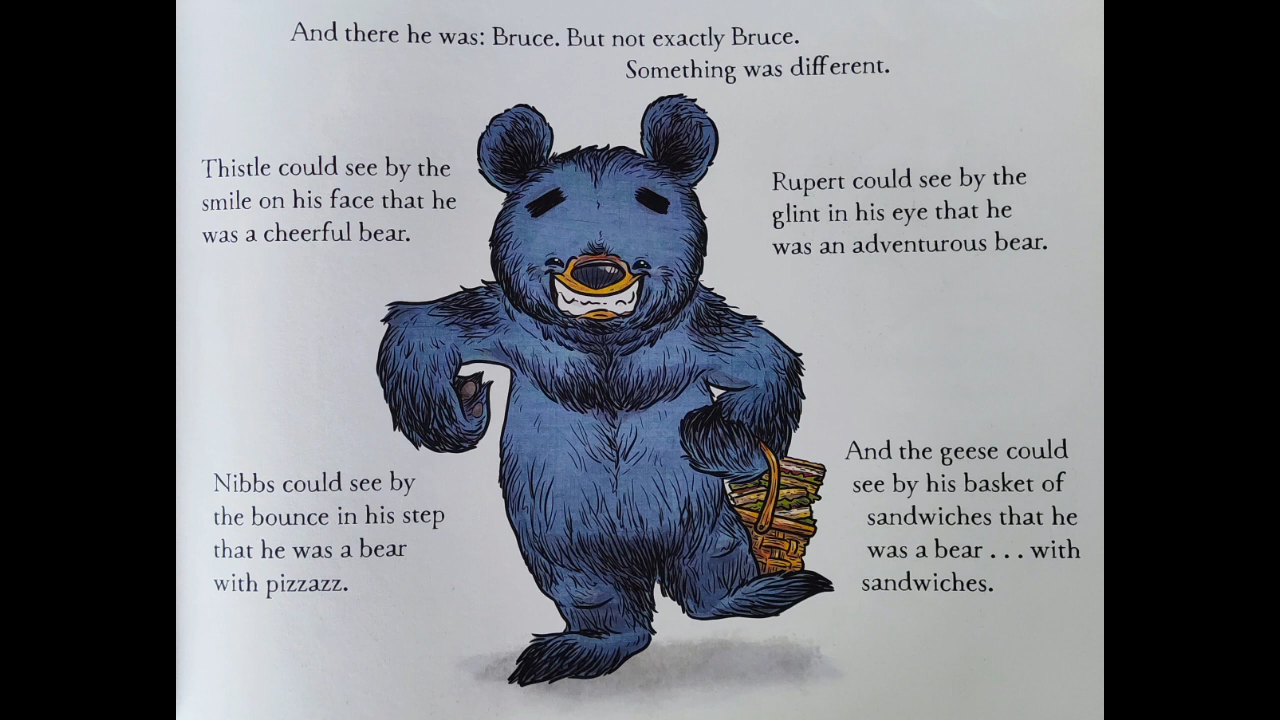 And there he was: Bruce. But not exactly Bruce.
Something was different.
Thistle could see by the
smile on his face that he
was a cheerful bear.
Rupert could see by the
glint in his eye that he
was an adventurous bear.
Nibbs could see by
the bounce in his step
that he was a bear
with pizzazz.
And the geese could
see by his basket of
sandwiches that he
was a bear . . . with
sandwiches.